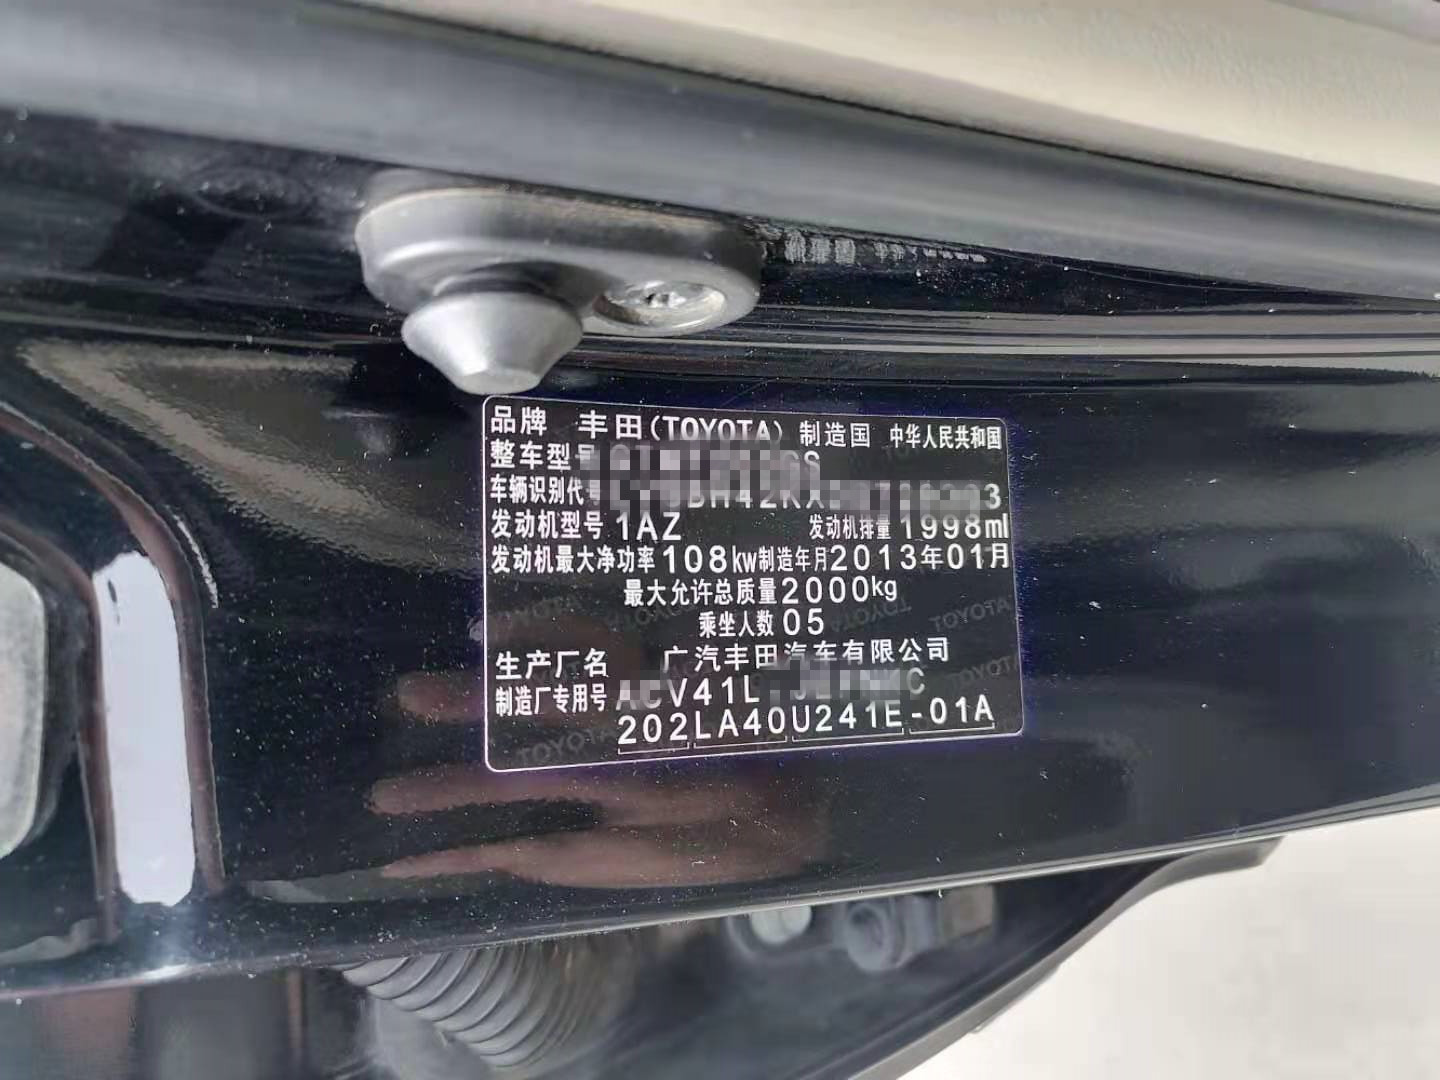 品牌 丰田(TOYOTA) 制造国 中华人民共和国
整车型号
车辆识别代号
发动机型号 1AZ 发动机排量 1998ml
发动机最大净功率 108kw 制造年月 2013年01月
最大允许总质量 2000kg
乘坐人数 05
生产厂名 广汽丰田汽车有限公司
制造厂专用号 ACV41L
202LA40U241E-01A